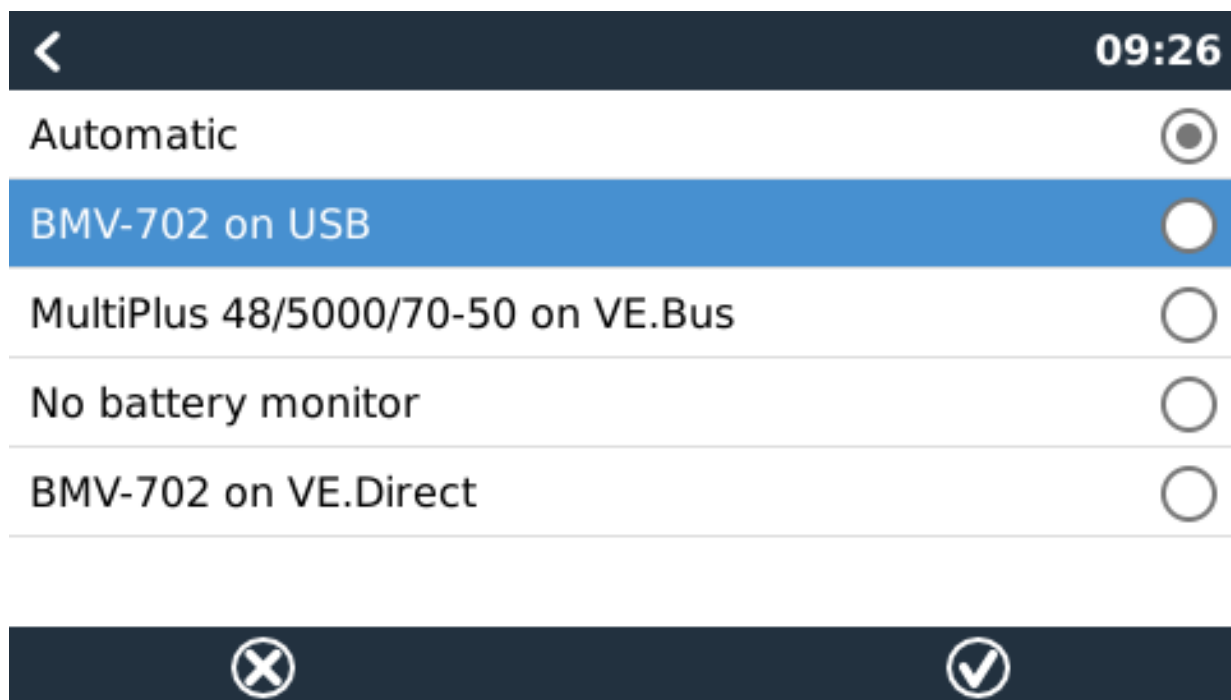 09:26
Automatic
BMV-702 on USB
MultiPlus 48/5000/70-50 on VE.Bus
No battery monitor
BMV-702 on VE.Direct